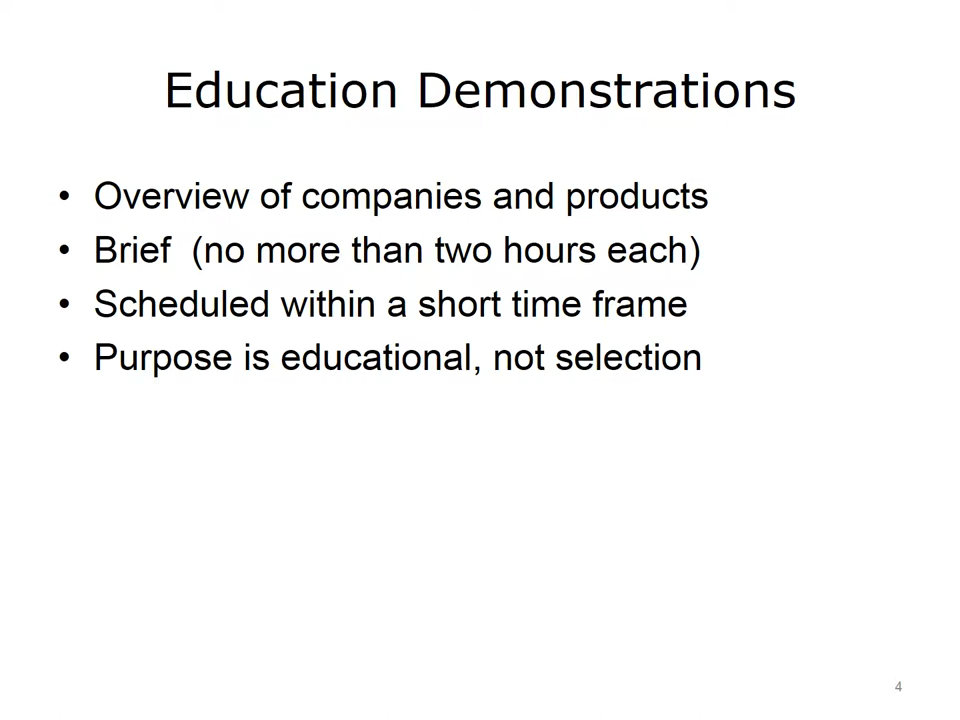 Education Demonstrations
• Overview of companies and products
• Brief  (no more than two hours each)
• Scheduled within a short time frame
• Purpose is educational, not selection
4